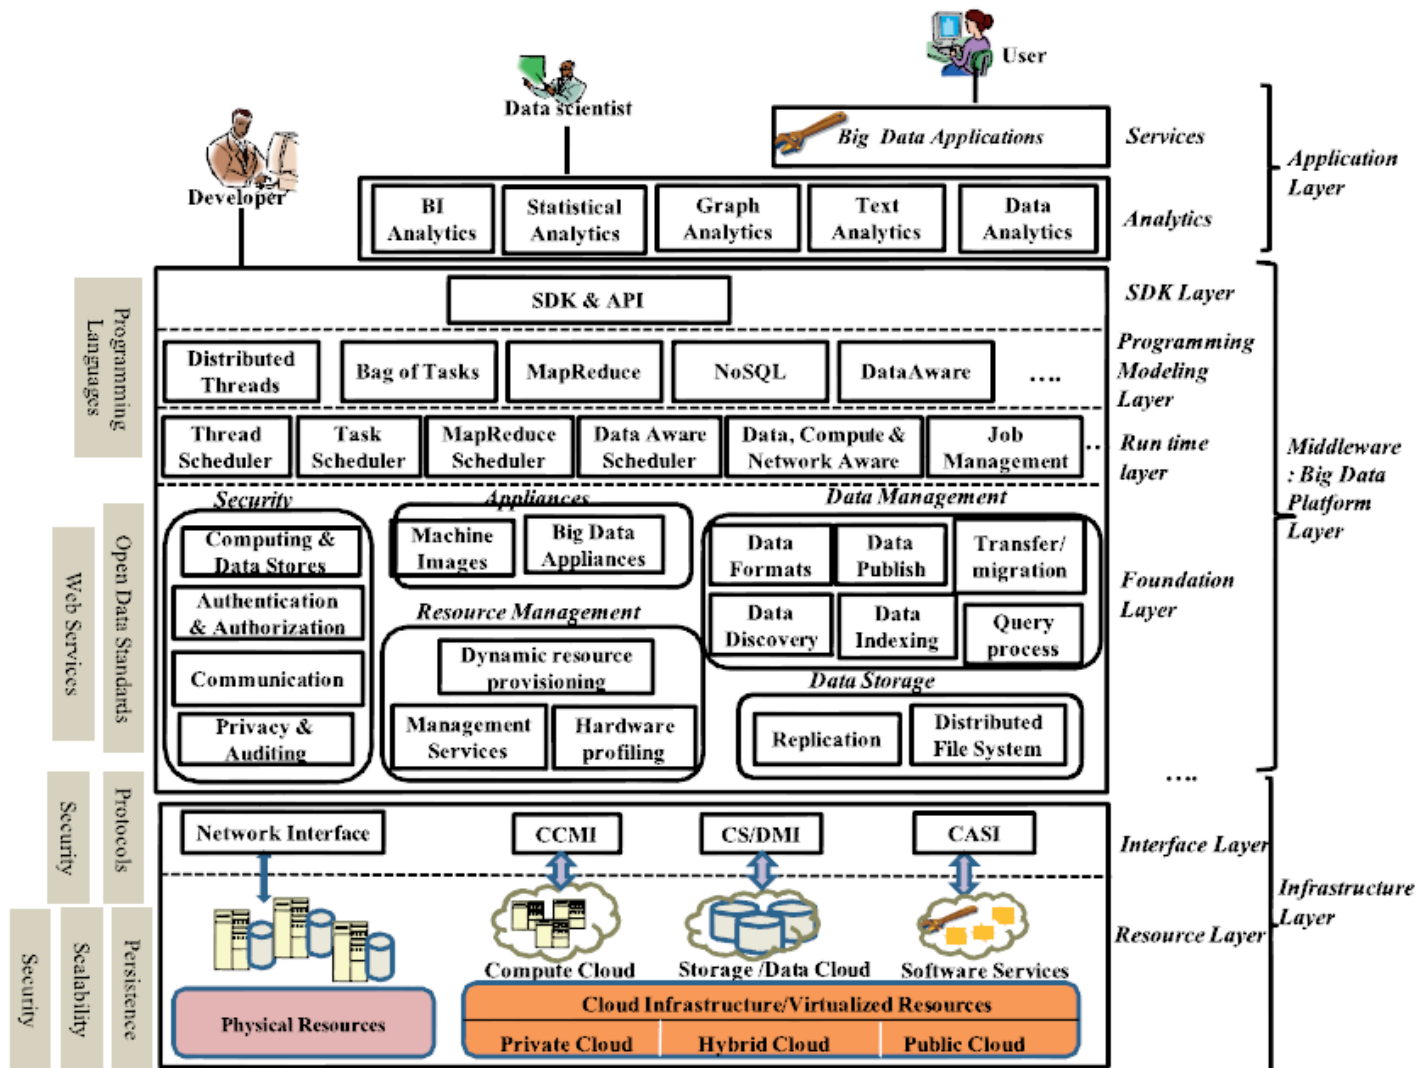 User
Data scientist
Developer
Big Data Applications
Services
Application
Layer
BI
Analytics
Statistical
Analytics
Graph
Analytics
Text
Analytics
Data
Analytics
Analytics
SDK & API
SDK Layer
Programming
Languages
Distributed
Threads
Bag of Tasks
MapReduce
NoSQL
DataAware
....
Programming
Modeling
Layer
Thread
Scheduler
Task
Scheduler
MapReduce
Scheduler
Data Aware
Scheduler
Data, Compute &
Network Aware
Job
Management
...
Run time
layer
Middleware
: Big Data
Platform
Layer
Security
Computing &
Data Stores
Authentication
& Authorization
Communication
Privacy &
Auditing
Appliances
Machine
Images
Big Data
Appliances
Resource Management
Dynamic resource
provisioning
Management
Services
Hardware
profiling
Data Management
Data
Formats
Data
Publish
Transfer/
migration
Data
Discovery
Data
Indexing
Query
process
Data Storage
Replication
Distributed
File System
Foundation
Layer
....
Web Services
Open Data Standards
Security
Protocols
Network Interface
CCMI
CS/DMI
CASI
Interface Layer
Infrastructure
Layer
Resource Layer
Compute Cloud
Storage /Data Cloud
Software Services
Physical Resources
Cloud Infrastructure/Virtualized Resources
Private Cloud
Hybrid Cloud
Public Cloud
Security
Scalability
Persistence